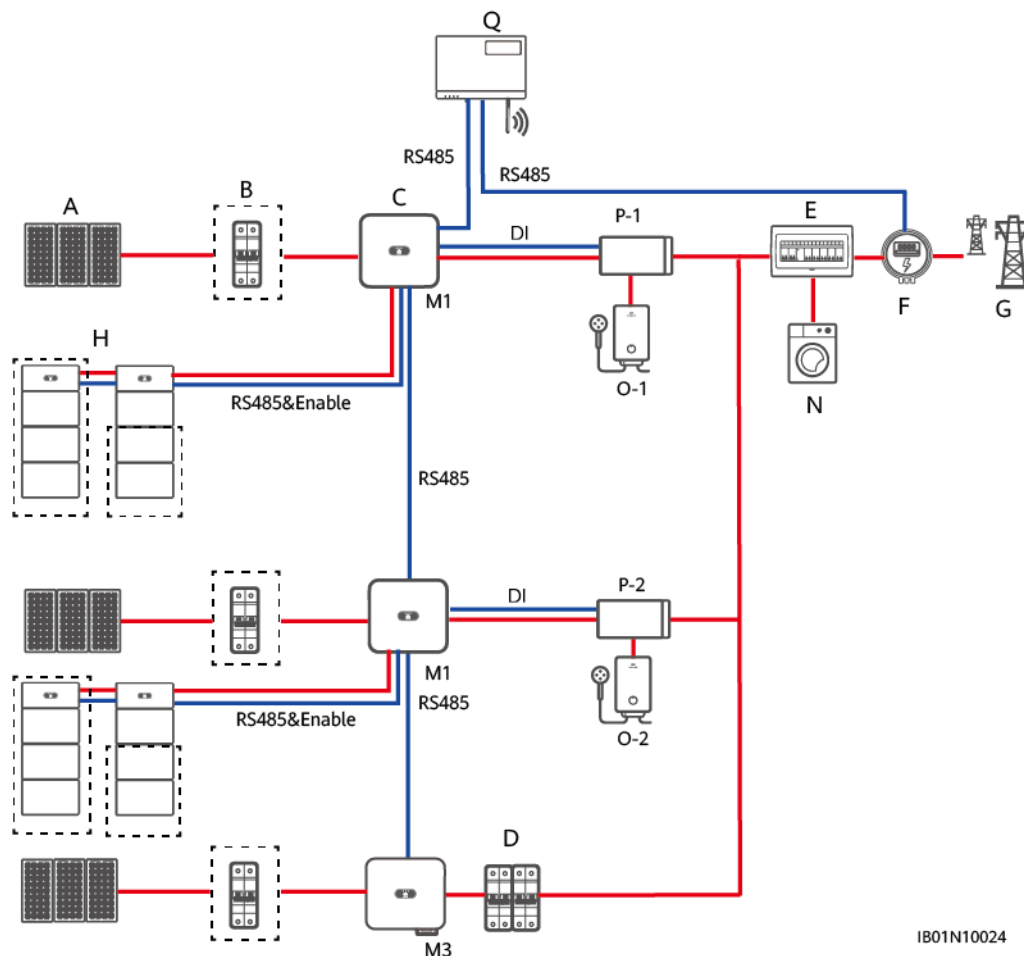 Q
RS485
RS485
A
B
C
DI
P-1
E
M1
F
G
H
O-1
N
RS485&Enable
RS485
DI
P-2
M1
RS485&Enable
RS485
O-2
D
M3
IB01N10024